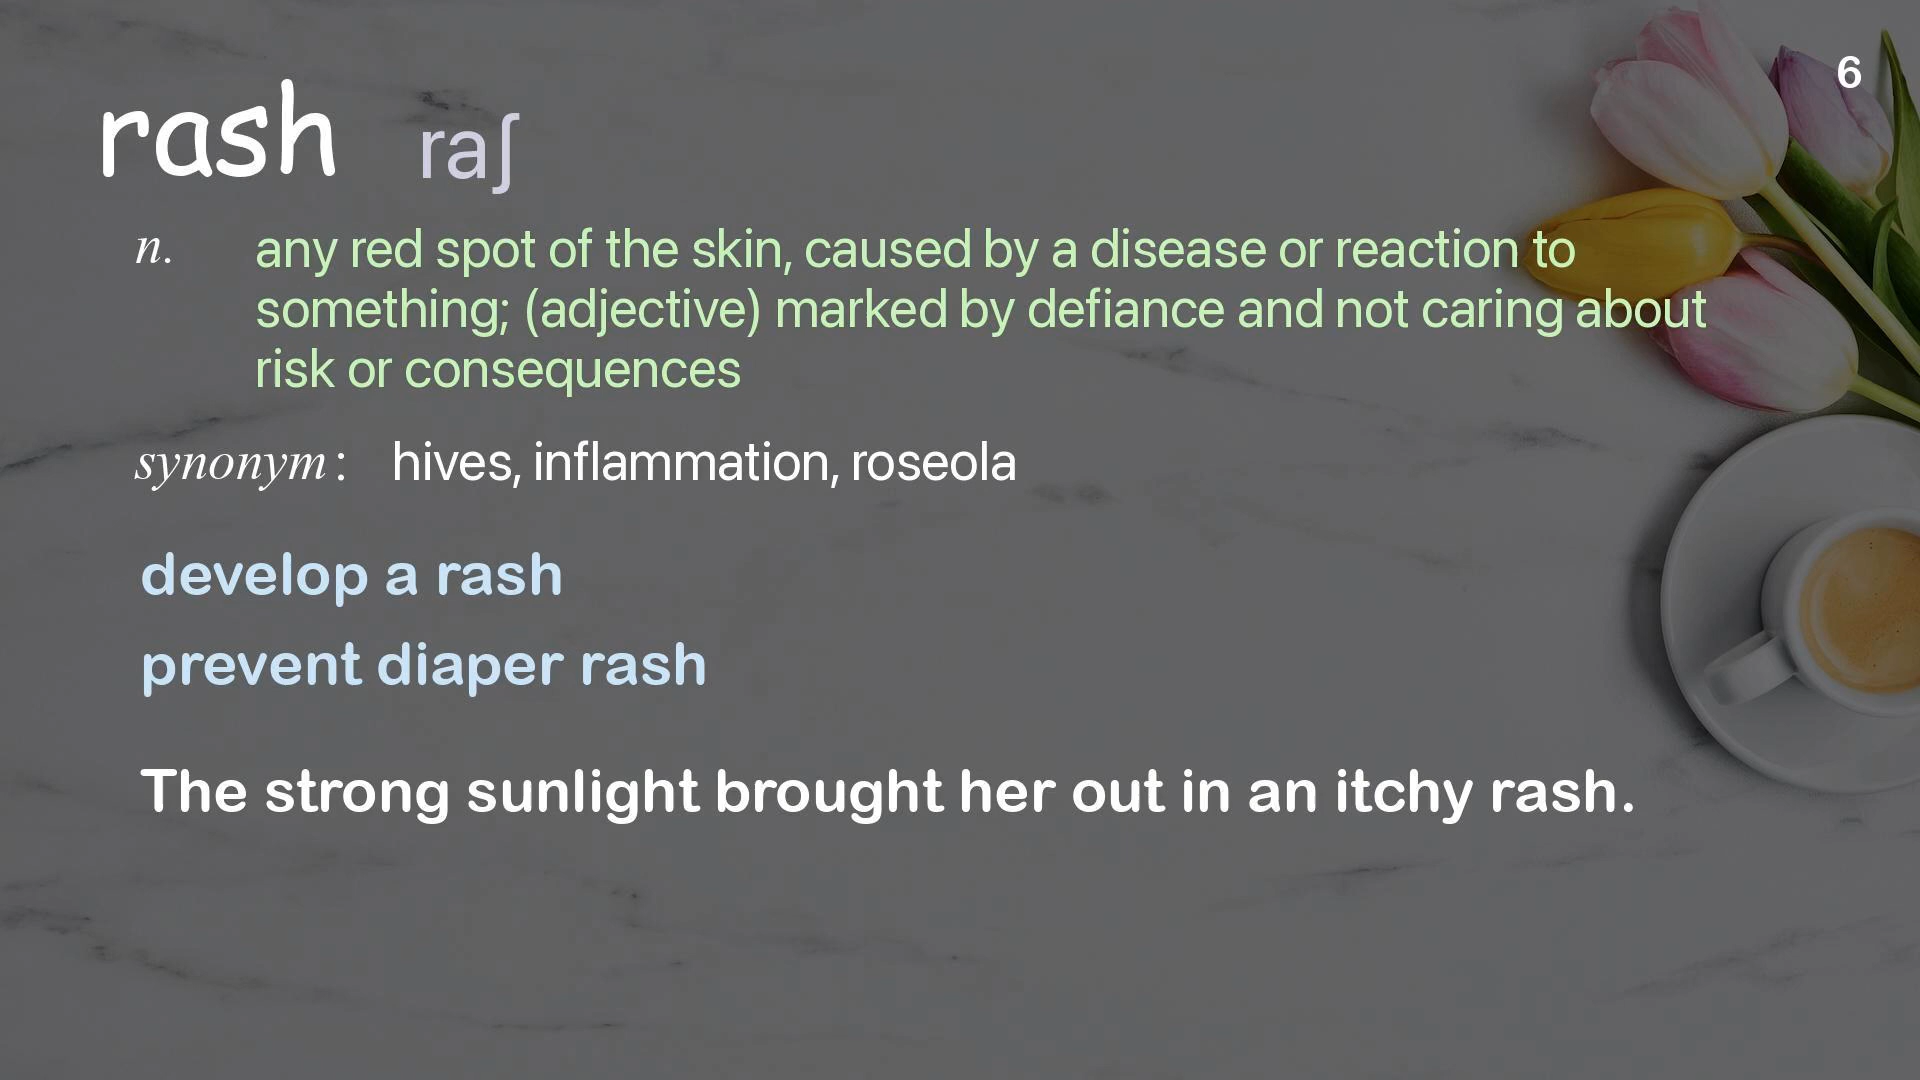 6
rash raʃ
n. any red spot of the skin, caused by a disease or reaction to
something; (adjective) marked by defiance and not caring about
risk or consequences
synonym: hives, inflammation, roseola
develop a rash
prevent diaper rash
The strong sunlight brought her out in an itchy rash.